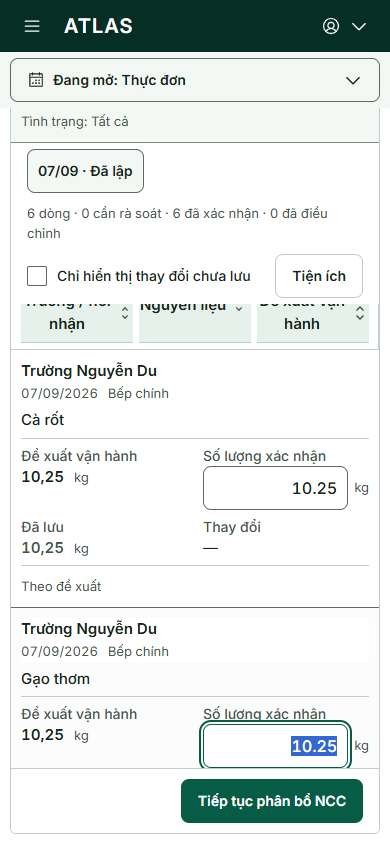 ATLAS
Đang mở: Thực đơn
Tình trạng: Tất cả
07/09 · Đã lập
6 dòng · 0 cần rà soát · 6 đã xác nhận · 0 đã điều
chỉnh
Chỉ hiển thị thay đổi chưa lưu
Tiện ích
Trường / nơi
nhận
Nguyên liệu
Đề xuất vận
hành
Trường Nguyễn Du
07/09/2026 Bếp chính
Cà rốt
Đề xuất vận hành
10,25 kg
Số lượng xác nhận
10.25 kg
Đã lưu
10,25 kg
Thay đổi
—
Theo đề xuất
Trường Nguyễn Du
07/09/2026 Bếp chính
Gạo thơm
Đề xuất vận hành
10,25 kg
Số lượng xác nhận
10.25 kg
Tiếp tục phân bổ NCC